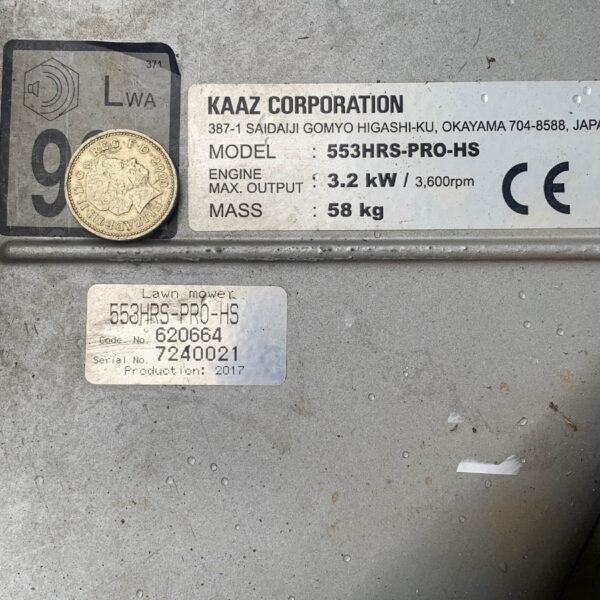 371
LWA
9
KAAZ CORPORATION
387-1 SAIDAIJI GOMYO HIGASHI-KU, OKAYAMA 704-8588, JAPA
MODEL : 553HRS-PRO-HS
ENGINE MAX. OUTPUT : 3.2 kW / 3,600rpm
MASS : 58 kg
CE
Lawn mower
553HRS-PRO-HS
Code. No. 620664
Serial No. 7240021
Production: 2017